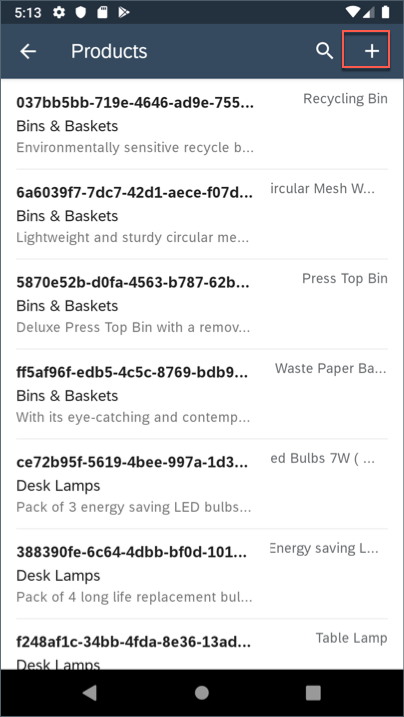 5:13
Products
037bb5bb-719e-4646-ad9e-755...
Recycling Bin
Bins & Baskets
Environmentally sensitive recycle b...
6a6039f7-7dc7-42d1-aece-f07d...
ircular Mesh W...
Bins & Baskets
Lightweight and sturdy circular me...
5870e52b-d0fa-4563-b787-62b...
Press Top Bin
Bins & Baskets
Deluxe Press Top Bin with a remov...
ff5af96f-edb5-4c5c-8769-bdb9...
Waste Paper Ba...
Bins & Baskets
With its eye-catching and contemp...
ce72b95f-5619-4bee-997a-1d3...
ed Bulbs 7W ( ...
Desk Lamps
Pack of 3 energy saving LED bulbs...
388390fe-6c64-4dbb-bf0d-101...
Energy saving L...
Desk Lamps
Pack of 4 long life replacement bul...
f248af1c-34bb-4fda-8e36-13ad...
Table Lamp
Desk Lamps